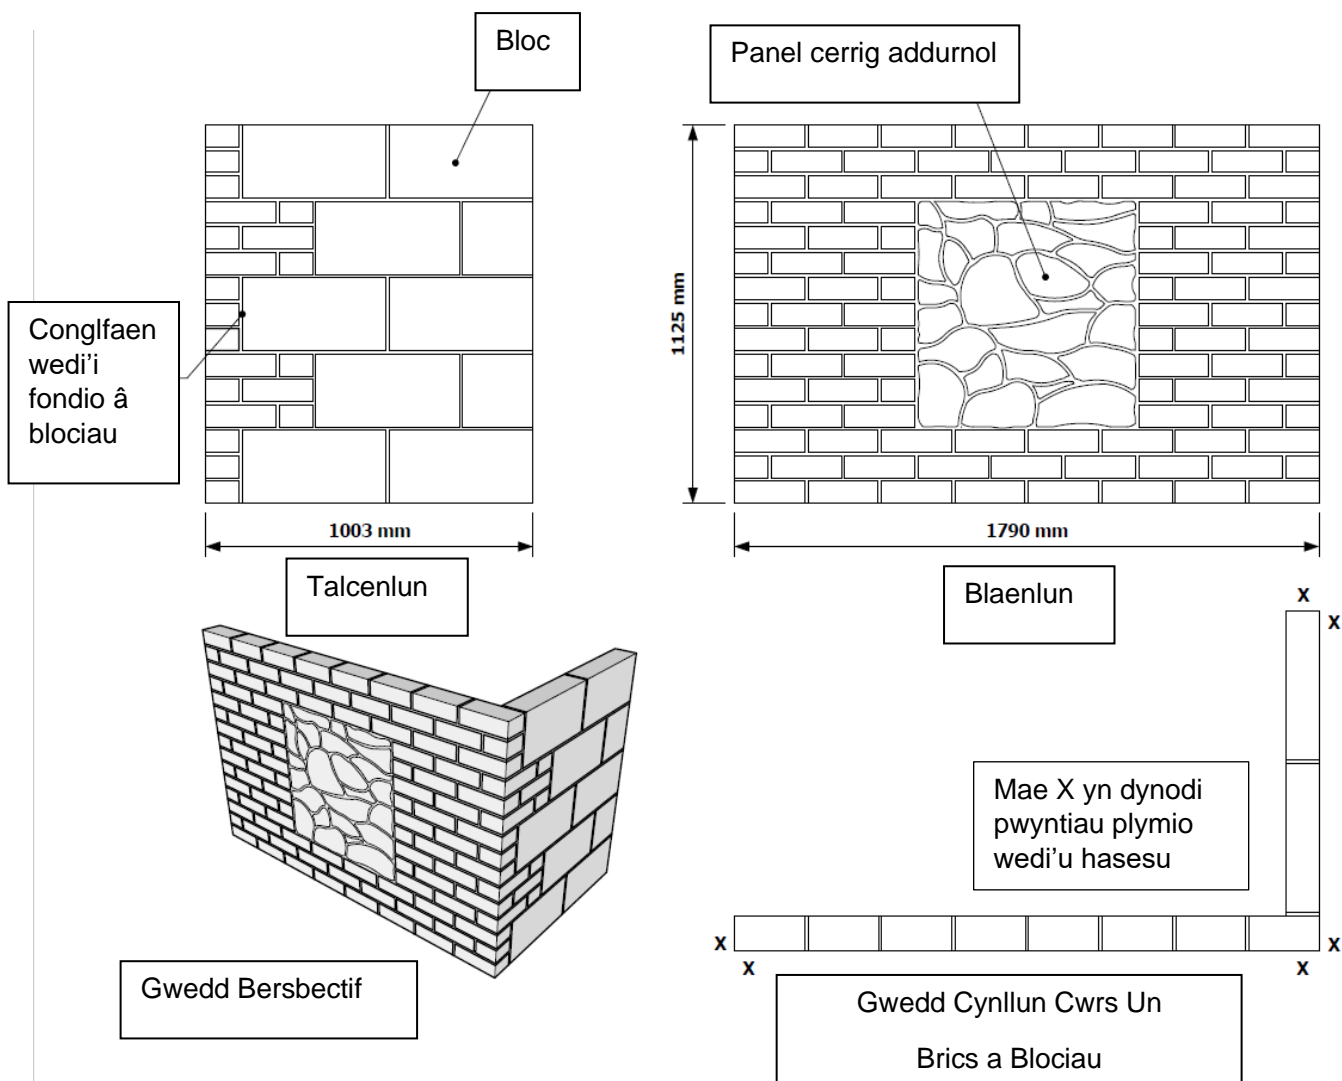 Bloc
Panel cerrig addurnol
Conglfaen
wedi’i
fondio â
blociau
1125 mm
1003 mm
1790 mm
Talcenlun
Blaenlun
X
X
Mae X yn dynodi
pwyntiau plymio
wedi’u hasesu
X
X
X
X
Gwedd Bersbectif
Gwedd Cynllun Cwrs Un
Brics a Blociau